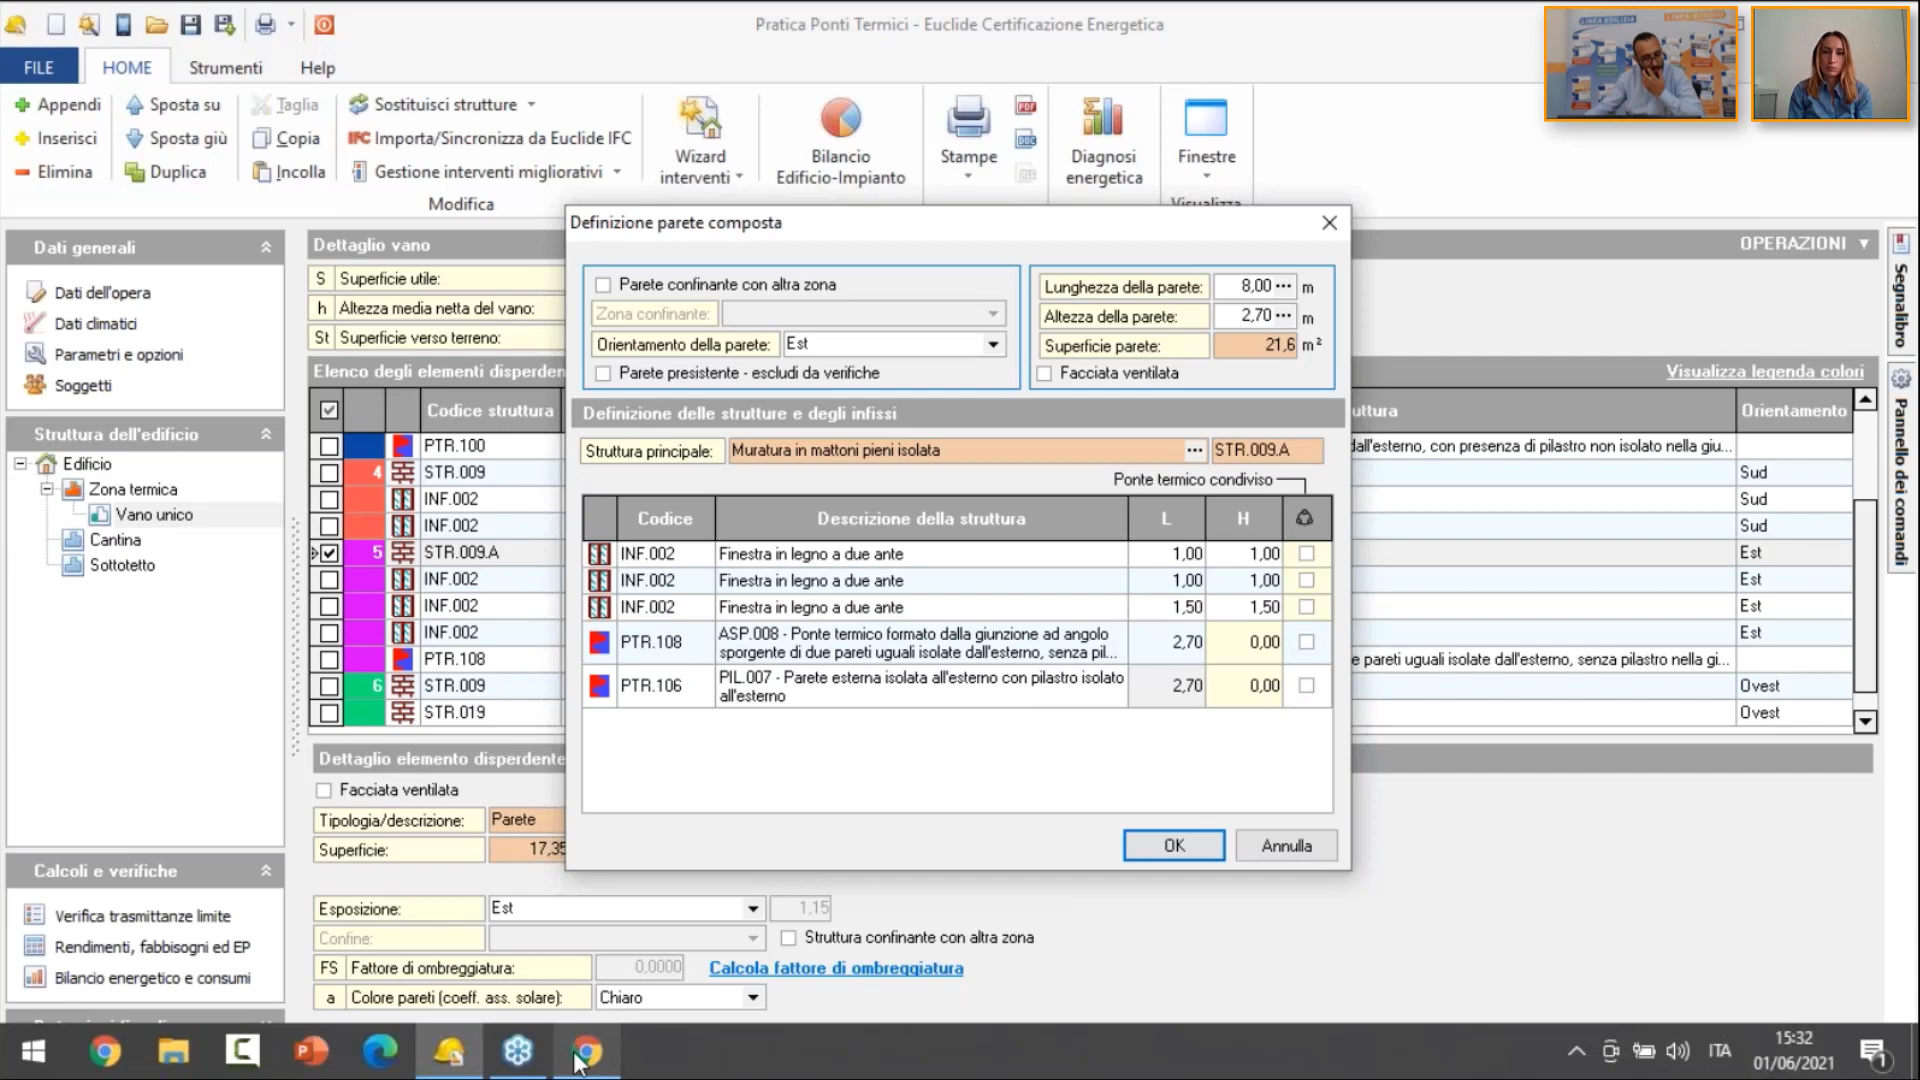 Pratica Ponti Termici - Euclide Certificazione Energetica
LINEA EDILIZIA
FILE
HOME
Strumenti
Help
Appendi
Sposta su
Taglia
Sostituisci strutture
Inserisci
Sposta giù
Copia
IFC Importa/Sincronizza da Euclide IFC
Elimina
Duplica
Incolla
Gestione interventi migliorativi
Modifica
Wizard
interventi
Bilancio
Edificio-Impianto
Stampe
PDF
DOC
Diagnosi
energetica
Finestre
Visualizza
Dati generali
Dati dell'opera
Dati climatici
Parametri e opzioni
Soggetti
Struttura dell'edificio
Edificio
Zona termica
Vano unico
Cantina
Sottotetto
Calcoli e verifiche
Verifica trasmittanze limite
Rendimenti, fabbisogni ed EP
Bilancio energetico e consumi
Dettaglio vano
OPERAZIONI
S Superficie utile:
h Altezza media netta del vano:
St Superficie verso terreno:
Elenco degli elementi disperden
Visualizza legenda colori
Codice struttura
uttura
Orientamento
PTR.100
dall'esterno, con presenza di pilastro non isolato nella giu...
4 STR.009
Sud
INF.002
Sud
INF.002
Sud
5 STR.009.A
Est
INF.002
Est
INF.002
Est
INF.002
Est
PTR.108
e pareti uguali isolate dall'esterno, senza pilastro nella gi...
6 STR.009
Ovest
STR.019
Ovest
Dettaglio elemento disperdente
Facciata ventilata
Tipologia/descrizione:
Parete
Superficie:
17,35
Esposizione:
Est
1,15
Confine:
Struttura confinante con altra zona
FS Fattore di ombreggiatura:
0,0000
Calcola fattore di ombreggiatura
a Colore pareti (coeff. ass. solare):
Chiaro
Segnalibro
Pannello dei comandi
Definizione parete composta
Parete confinante con altra zona
Zona confinante:
Orientamento della parete:
Est
Parete presistente - escludi da verifiche
Lunghezza della parete:
8,00 ... m
Altezza della parete:
2,70 ... m
Superficie parete:
21,6 m²
Facciata ventilata
Definizione delle strutture e degli infissi
Struttura principale:
Muratura in mattoni pieni isolata ...
STR.009.A
Ponte termico condiviso
Codice
Descrizione della struttura
L
H
INF.002 Finestra in legno a due ante 1,00 1,00
INF.002 Finestra in legno a due ante 1,00 1,00
INF.002 Finestra in legno a due ante 1,50 1,50
PTR.108 ASP.008 - Ponte termico formato dalla giunzione ad angolo
sporgente di due pareti uguali isolate dall'esterno, senza pil... 2,70 0,00
PTR.106 PIL.007 - Parete esterna isolata all'esterno con pilastro isolato
all'esterno 2,70 0,00
OK
Annulla
ITA
15:32
01/06/2021
1